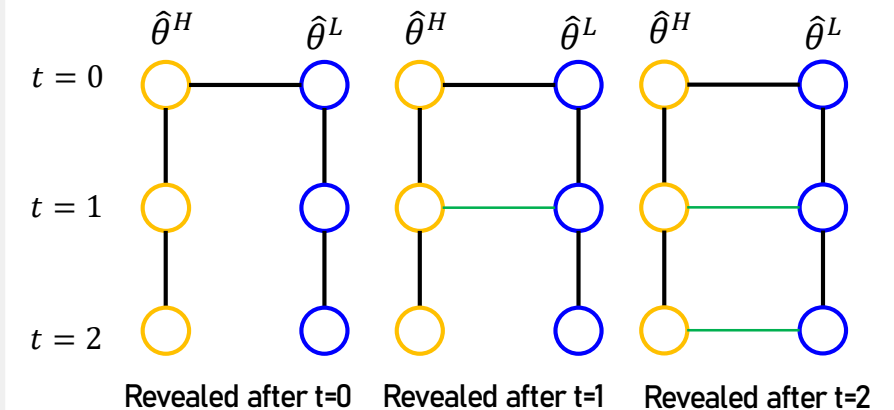 θ̂^H θ̂^L θ̂^H θ̂^L θ̂^H θ̂^L
t = 0
t = 1
t = 2
Revealed after t=0 Revealed after t=1 Revealed after t=2